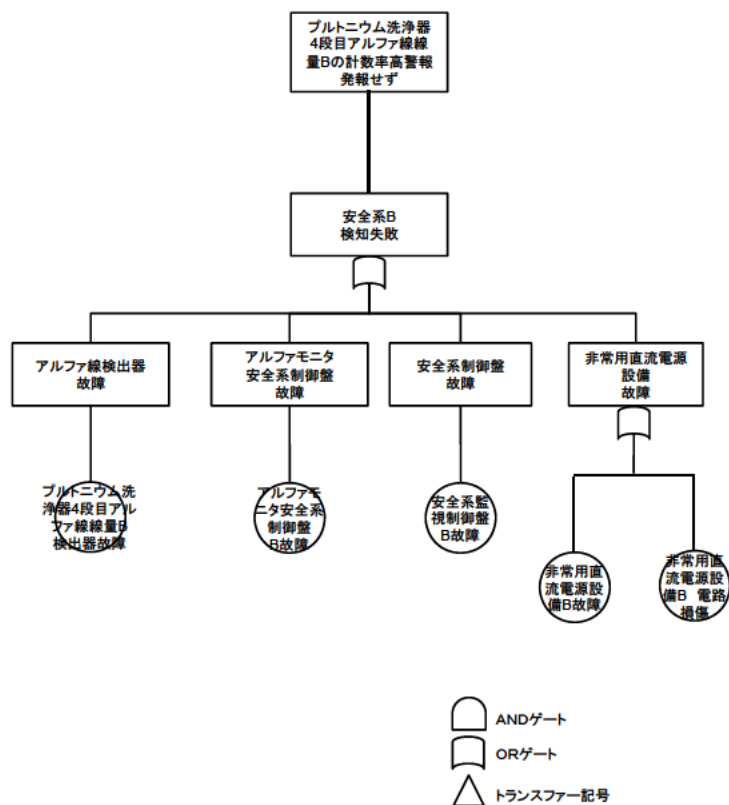 プルトニウム洗浄器
4段目アルファ線線
量Bの計数率高警報
発報せず
安全系B
検知失敗
アルファ線検出器
故障
アルファモニタ
安全系制御盤
故障
安全系制御盤
故障
非常用直流電源
設備
故障
プルトニウム洗
浄器4段目アル
ファ線線量B
検出器故障
アルファモ
ニタ安全系
制御盤
B故障
安全系監
視制御盤
B故障
非常用直
流電源設
備B故障
非常用直
流電源設
備B 電路
損傷
ANDゲート
ORゲート
トランスファー記号